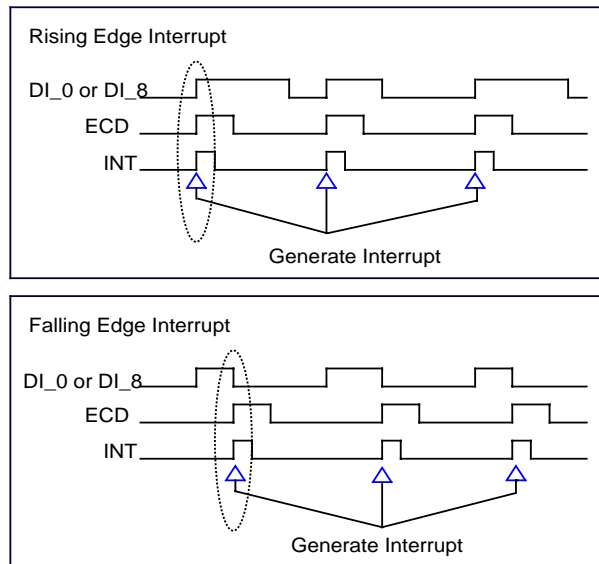 Rising Edge Interrupt
DI_0 or DI_8
ECD
INT
Generate Interrupt
Falling Edge Interrupt
DI_0 or DI_8
ECD
INT
Generate Interrupt